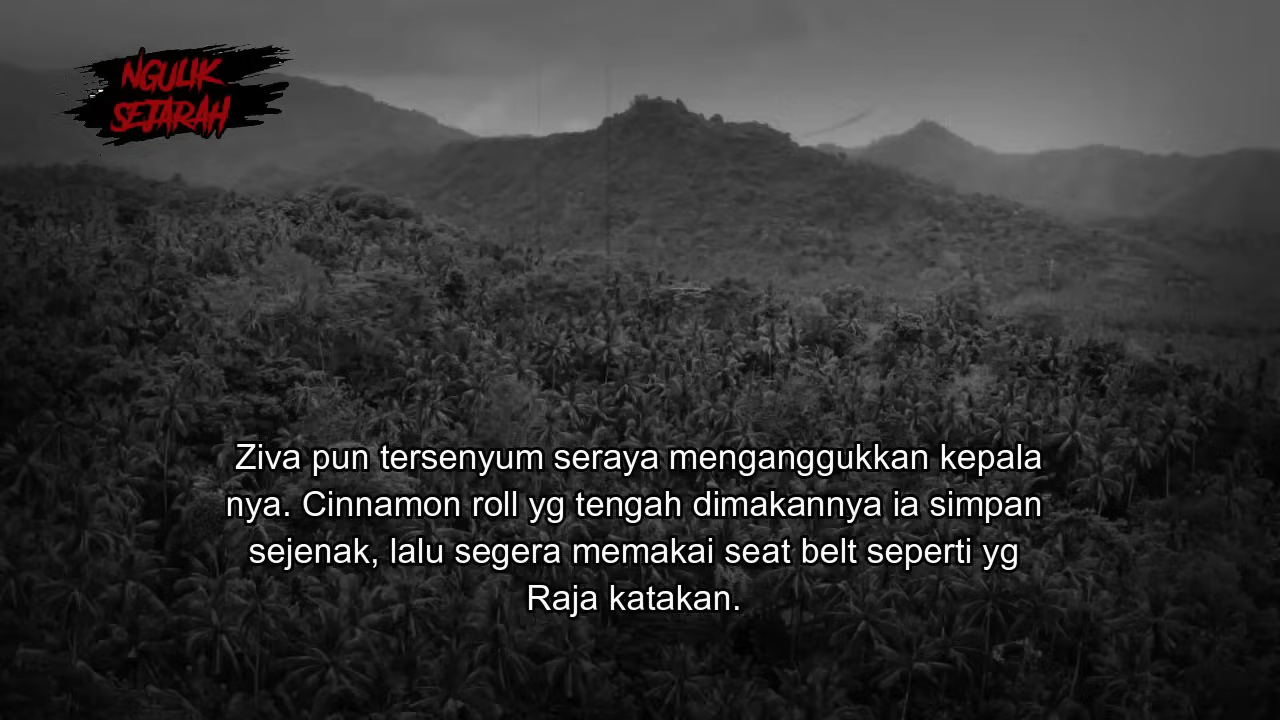 NGULIK
SEJARAH
Ziva pun tersenyum seraya menganggukkan kepala
nya. Cinnamon roll yg tengah dimakannya ia simpan
sejenak, lalu segera memakai seat belt seperti yg
Raja katakan.